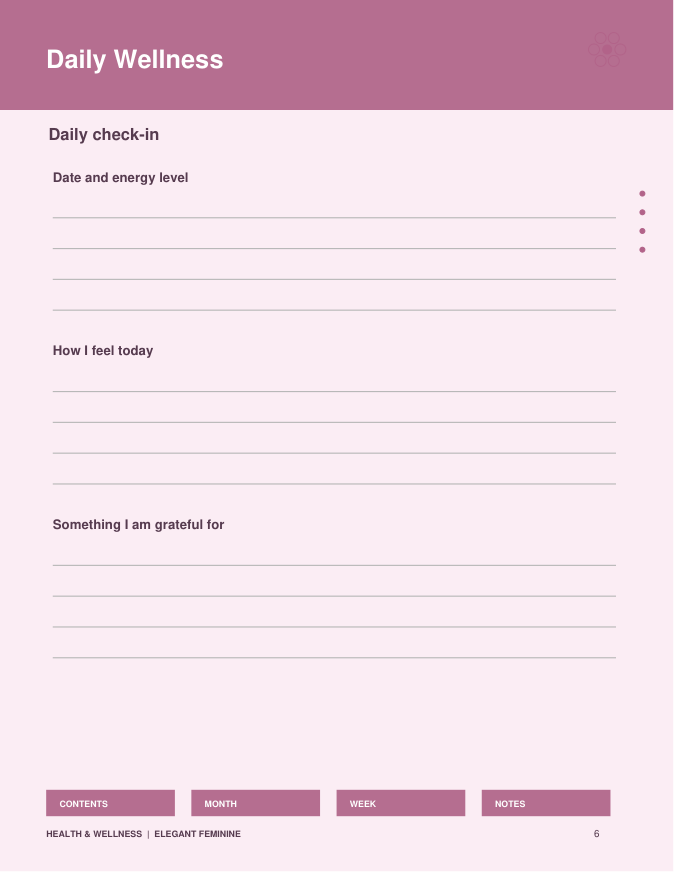 Daily Wellness
Daily check-in
Date and energy level
How I feel today
Something I am grateful for
CONTENTS MONTH WEEK NOTES
HEALTH & WELLNESS | ELEGANT FEMININE 6